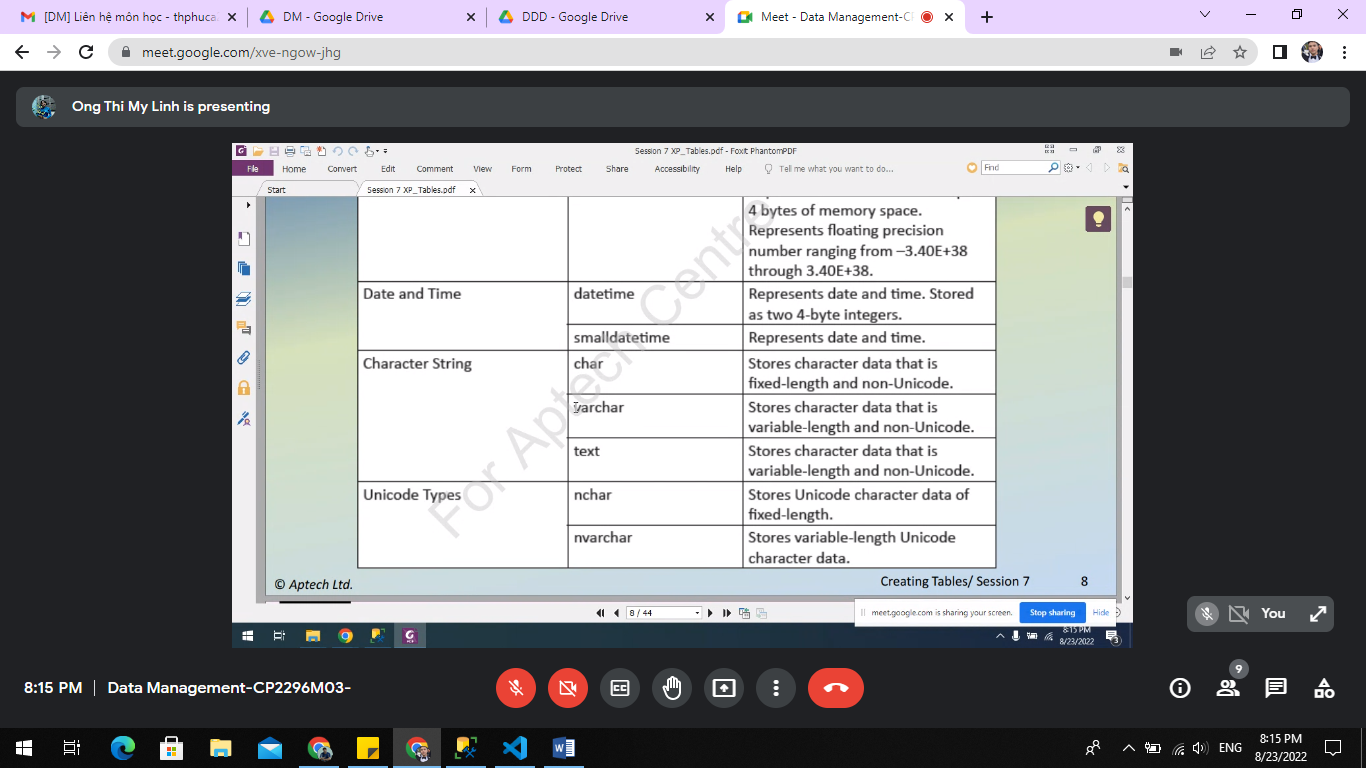 [DM] Liên hệ môn học - thphuca
DM - Google Drive
DDD - Google Drive
Meet - Data Management-CP
meet.google.com/xve-ngow-jhg
Ong Thi My Linh is presenting
Session 7 XP_Tables.pdf - Foxit PhantomPDF
File Home Convert Edit Comment View Form Protect Share Accessibility Help Tell me what you want to do... Find
Start Session 7 XP_Tables.pdf
4 bytes of memory space.
Represents floating precision
number ranging from –3.40E+38
through 3.40E+38.
Date and Time datetime Represents date and time. Stored
as two 4-byte integers.
smalldatetime Represents date and time.
Character String char Stores character data that is
fixed-length and non-Unicode.
varchar Stores character data that is
variable-length and non-Unicode.
text Stores character data that is
variable-length and non-Unicode.
Unicode Types nchar Stores Unicode character data of
fixed-length.
nvarchar Stores variable-length Unicode
character data.
For Aptech Centre
© Aptech Ltd. Creating Tables/ Session 7 8
8 / 44
meet.google.com is sharing your screen. Stop sharing Hide
8:15 PM
8/23/2022
3
You
8:15 PM Data Management-CP2296M03-
9
ENG
8:15 PM
8/23/2022